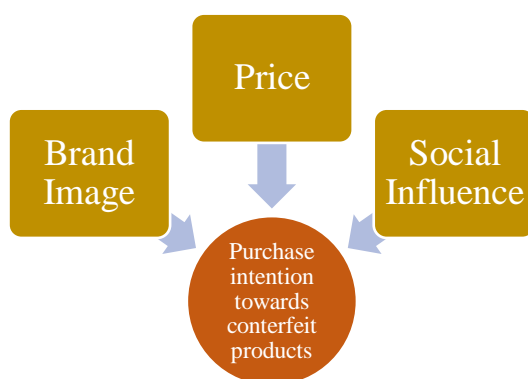 Price
Brand
Image
Social
Influence
Purchase
intention
towards
conterfeit
products